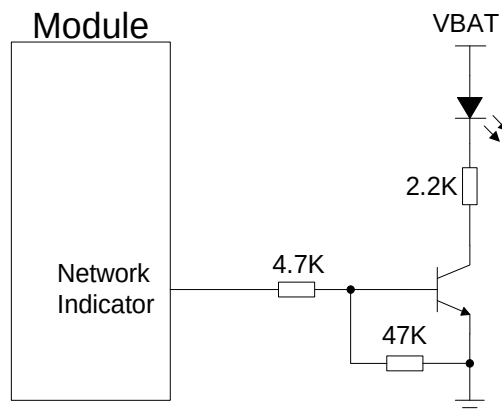 Module
VBAT
2.2K
4.7K
Network
Indicator
47K